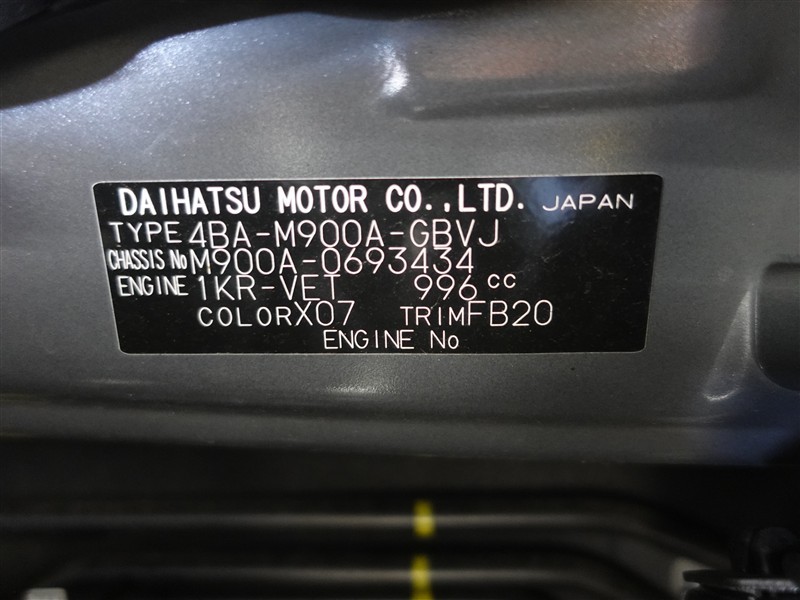 DAIHATSU MOTOR CO.,LTD. JAPAN
TYPE 4BA-M900A-GBVJ
CHASSIS No M900A-0693434
ENGINE 1KR-VET 996 cc
COLOR X07 TRIM FB20
ENGINE No